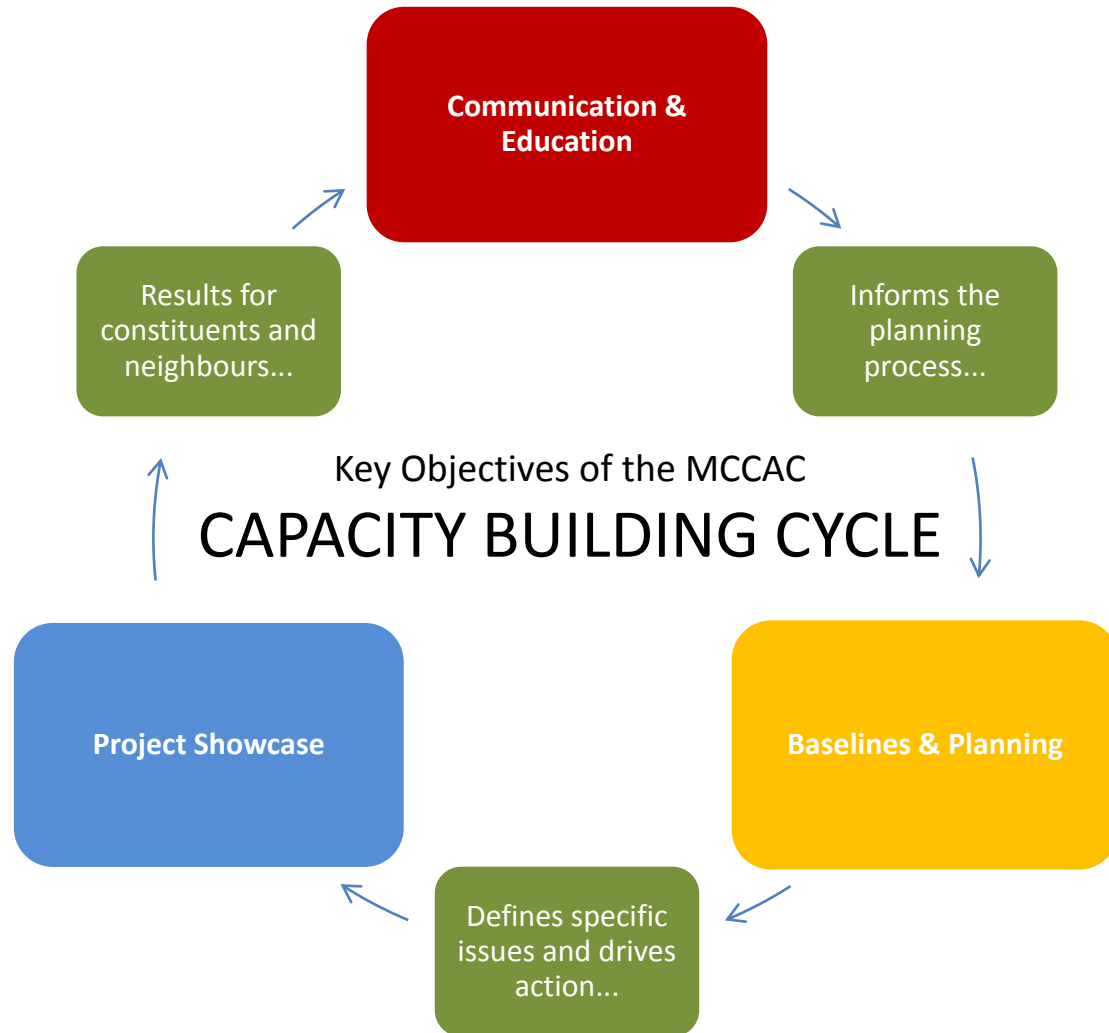 Communication &
Education
Results for
constituents and
neighbours...
Informs the
planning
process...
Key Objectives of the MCCAC
CAPACITY BUILDING CYCLE
Project Showcase
Baselines & Planning
Defines specific
issues and drives
action...